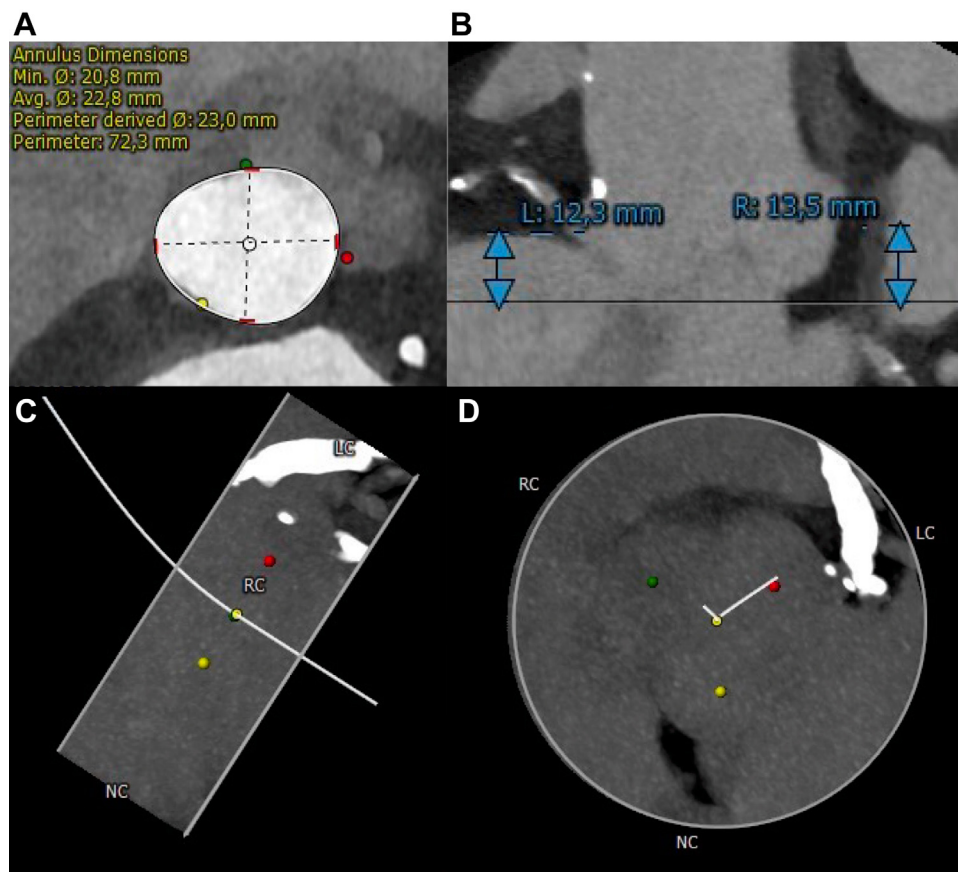 A
Annulus Dimensions
Min. Ø: 20,8 mm
Avg. Ø: 22,8 mm
Perimeter derived Ø: 23,0 mm
Perimeter: 72,3 mm
B
L: 12,3 mm
R: 13,5 mm
C
LC
RC
NC
D
RC
LC
NC